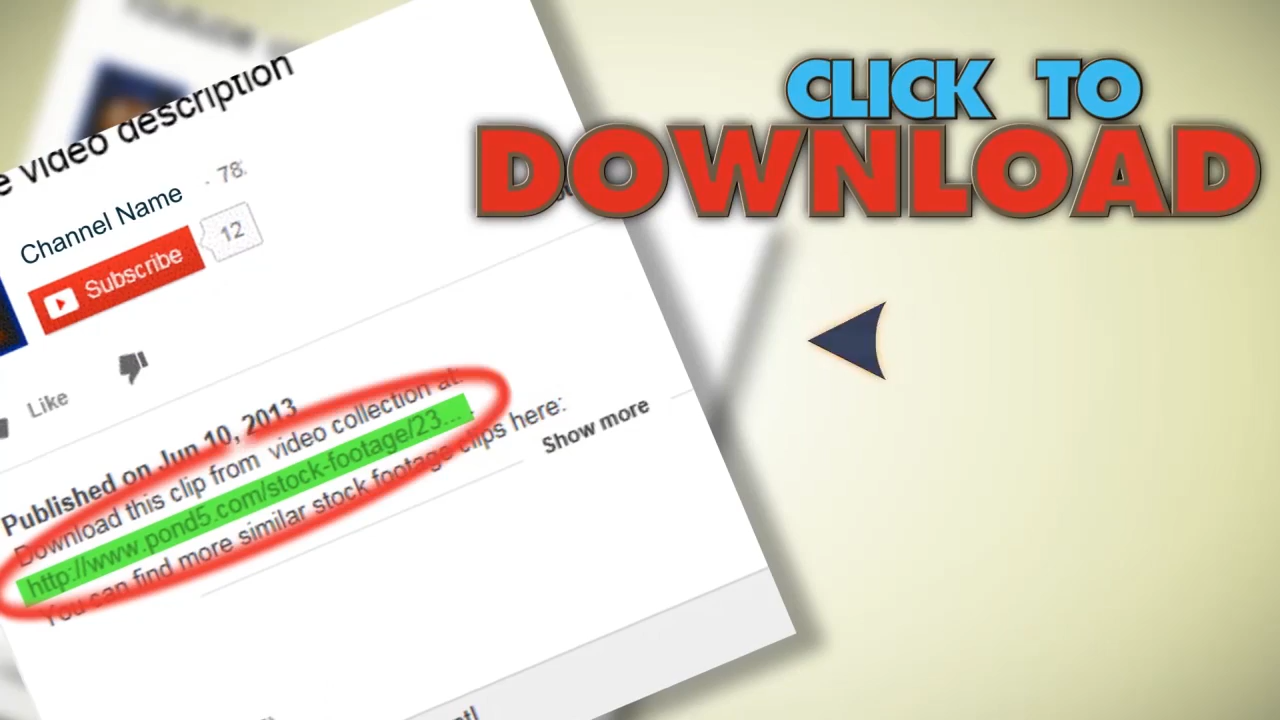 CLICK TO
DOWNLOAD
video description
Channel Name
Subscribe
12
Like
Published on Jun 10, 2013
Download this clip from video collection at:
http://www.pond5.com/stock-footage/23...
You can find more similar stock footage clips here:
Show more